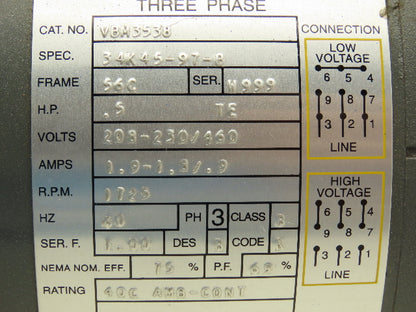 THREE PHASE
CAT. NO. VBM3538
SPEC. 34K45-97-8
FRAME 56C SER. W999
H.P. .5 TE
VOLTS 208-230/460
AMPS 1.9-1.8/.9
R.P.M. 1725
HZ 60 PH 3 CLASS B
SER. F. 1.00 DES B CODE K
NEMA NOM. EFF. 75 % P.F. 68 %
RATING 40C AMB-CONT
CONNECTION
LOW
VOLTAGE
6 5 4
9 8 7
3 2 1
LINE
HIGH
VOLTAGE
6 5 4
9 8 7
3 2 1
LINE